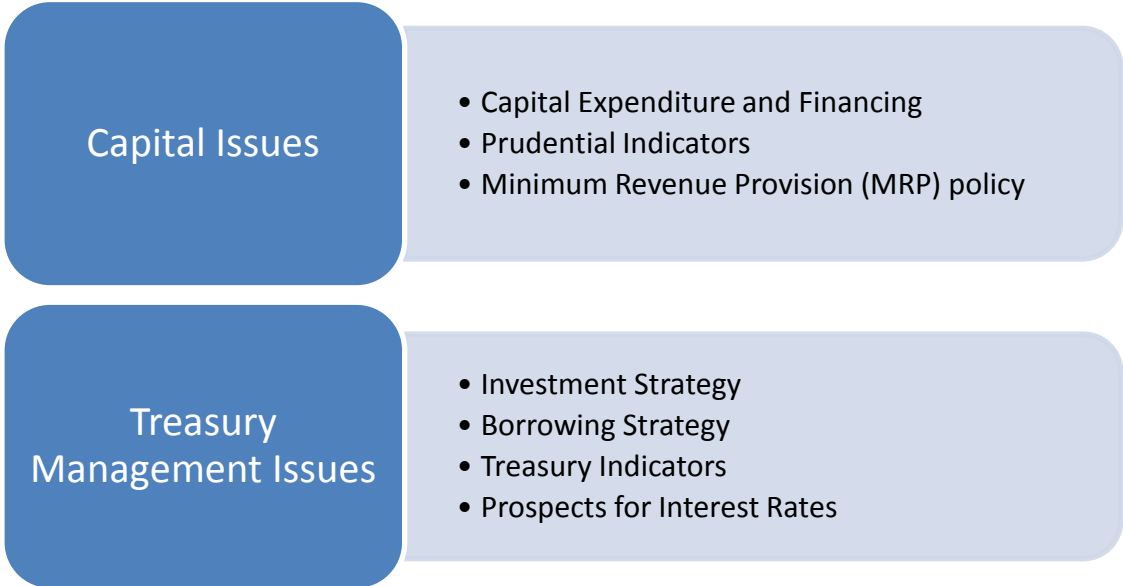 Capital Issues
• Capital Expenditure and Financing
• Prudential Indicators
• Minimum Revenue Provision (MRP) policy
Treasury
Management Issues
• Investment Strategy
• Borrowing Strategy
• Treasury Indicators
• Prospects for Interest Rates